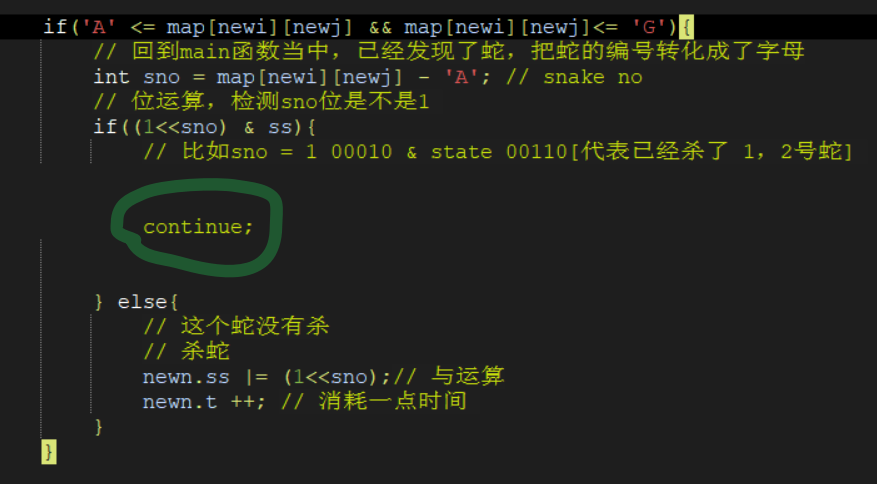 if('A' <= map[newi][newj] && map[newi][newj]<= 'G'){
// 回到main函数当中，已经发现了蛇，把蛇的编号转化成了字母
int sno = map[newi][newj] - 'A'; // snake no
// 位运算，检测sno位是不是1
if((1<<sno) & ss){
// 比如sno = 1 00010 & state 00110[代表已经杀了 1，2号蛇]
continue;
} else{
// 这个蛇没有杀
// 杀蛇
newn.ss |= (1<<sno);// 与运算
newn.t ++; // 消耗一点时间
}
}